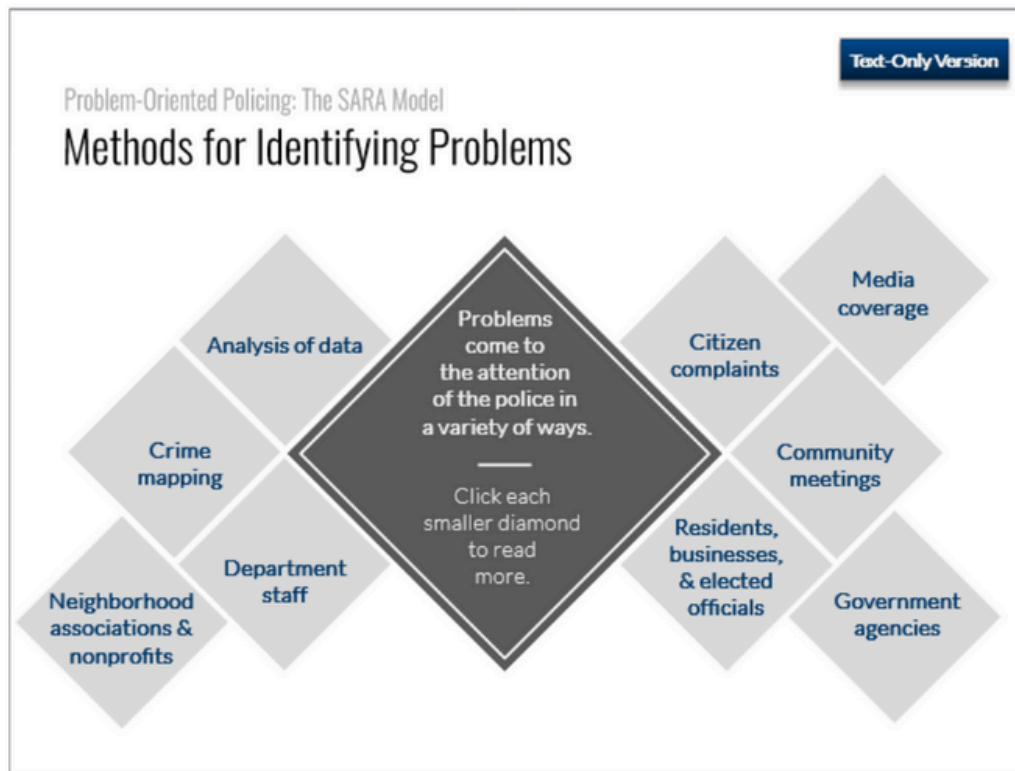 Text-Only Version
Problem-Oriented Policing: The SARA Model
Methods for Identifying Problems
Analysis of data
Crime
mapping
Department
staff
Neighborhood
associations &
nonprofits
Problems
come to
the attention
of the police in
a variety of ways.
Click each
smaller diamond
to read
more.
Media
coverage
Citizen
complaints
Community
meetings
Residents,
businesses,
& elected
officials
Government
agencies